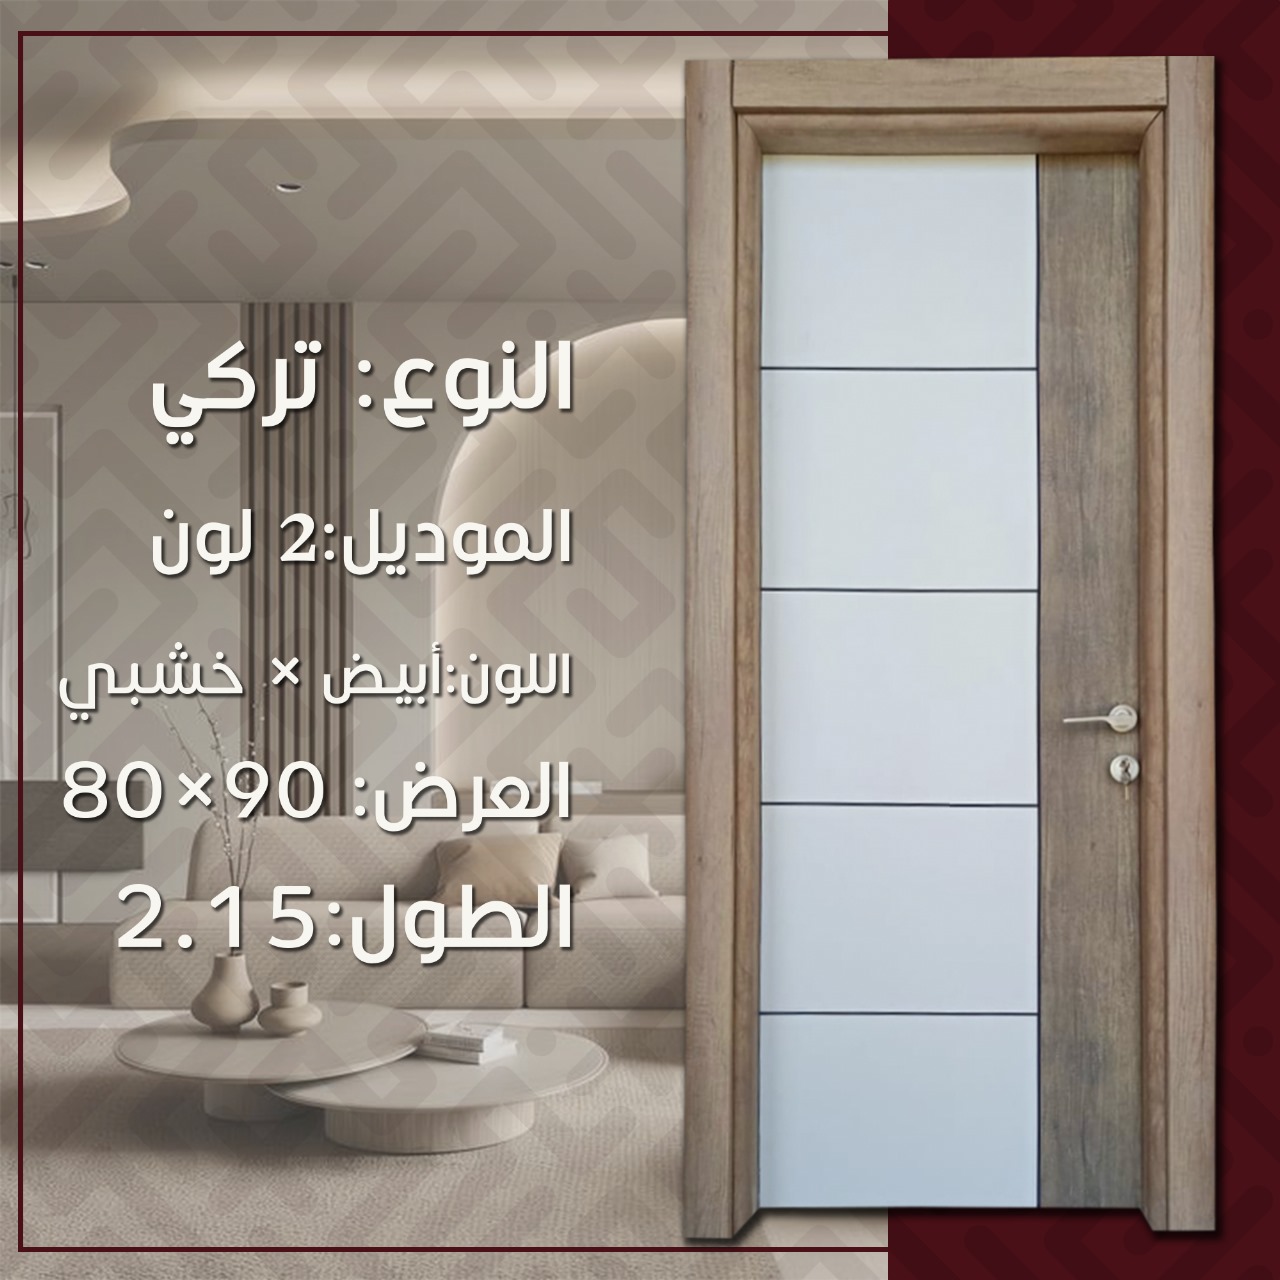 النوع: تركي
الموديل:2 لون
اللون:أبيض × خشبي
العرض: 90×80
الطول:2.15